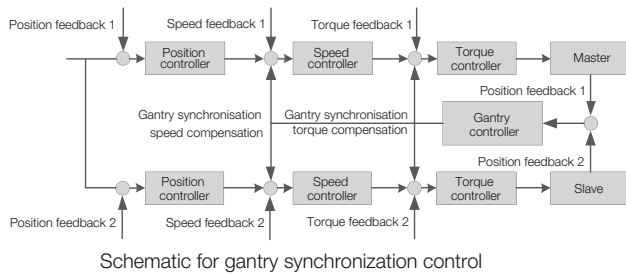 Position feedback 1
Speed feedback 1
Torque feedback 1
Position
controller
Speed
controller
Torque
controller
Master
Position feedback 1
Gantry synchronisation
speed compensation
Gantry synchronisation
torque compensation
Gantry
controller
Position feedback 2
Position
controller
Speed
controller
Torque
controller
Slave
Position feedback 2
Speed feedback 2
Torque feedback 2
Schematic for gantry synchronization control